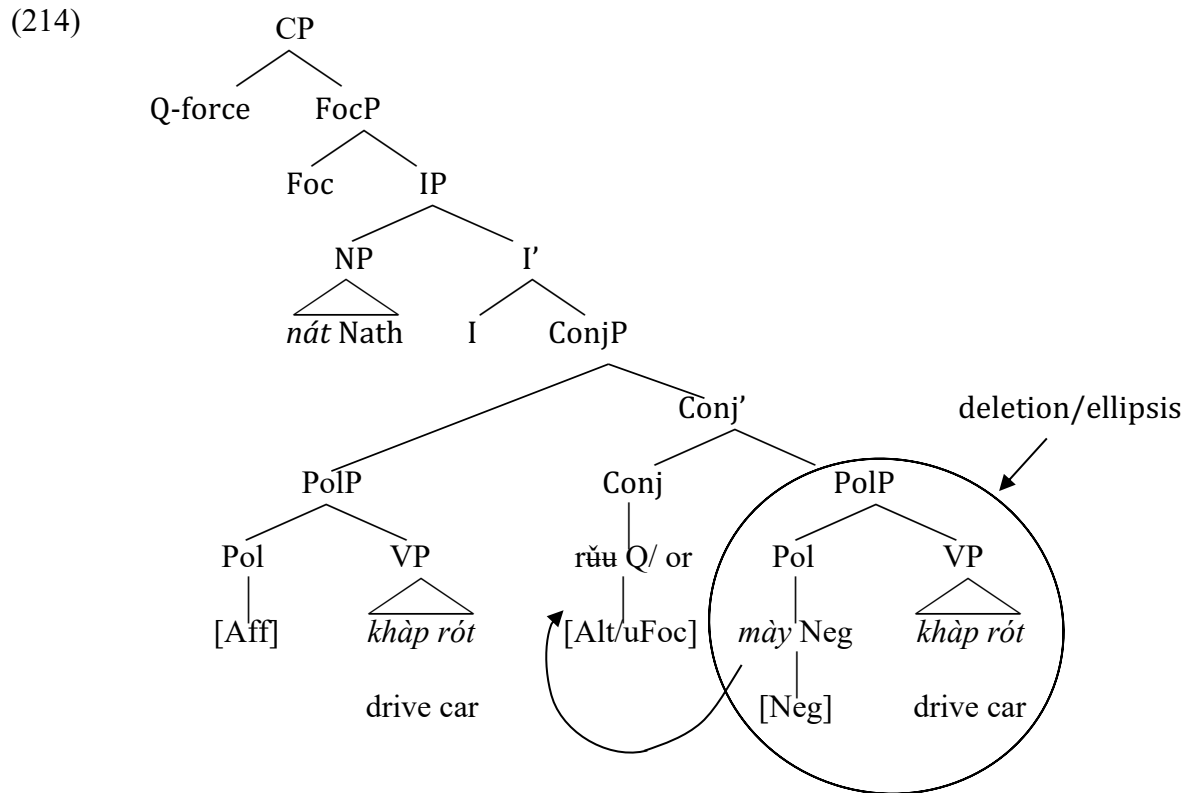 (214)
CP
Q-force FocP
Foc IP
NP I’
nát Nath I ConjP
Conj’ deletion/ellipsis
PolP Conj PolP
Pol VP rʉ̌ʉ Q/ or Pol VP
[Aff] khàp rót [Alt/uFoc] mày Neg khàp rót
drive car [Neg] drive car